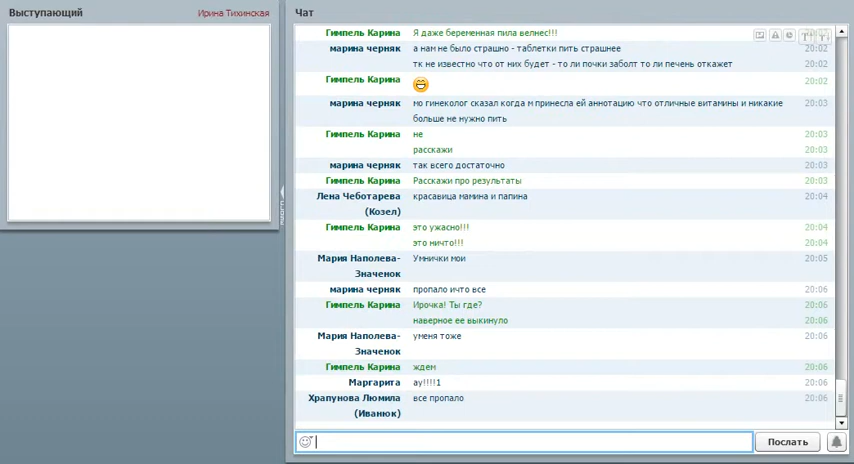 Выступающий
Ирина Тихинская
Чат
Гимпель Карина Я даже беременная пила велнес!!!
марина черняк а нам не было страшно - таблетки пить страшнее 20:02
тк не известно что от них будет - то ли почки заболт то ли печень откажет 20:02
Гимпель Карина 20:02
марина черняк мо гинеколог сказал когда м принесла ей аннотацию что отличные витамины и никакие 20:03
больше не нужно пить
Гимпель Карина не 20:03
расскажи 20:03
марина черняк так всего достаточно 20:03
Гимпель Карина Расскажи про результаты 20:03
Лена Чеботарева красавица мамина и папина 20:04
(Козел)
Гимпель Карина это ужасно!!! 20:04
это ничто!!! 20:04
Мария Наполева- Умнички мои 20:05
Значенок
марина черняк пропало ичто все 20:06
Гимпель Карина Ирочка! Ты где? 20:06
наверное ее выкинуло 20:06
Мария Наполева- уменя тоже 20:06
Значенок
Гимпель Карина ждем 20:06
Маргарита ау!!!!1 20:06
Храпунова Люмила все пропало 20:06
(Иванюк)
Послать